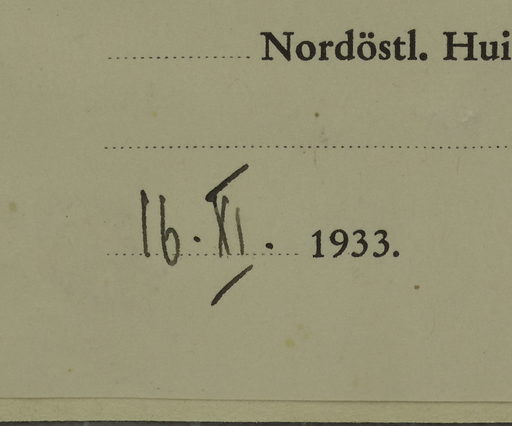 Nordöstl. Hui
16. XI. 1933.